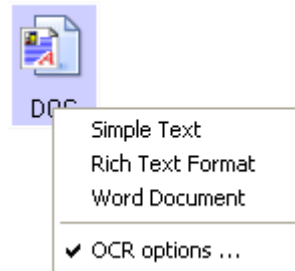 DOC
Simple Text
Rich Text Format
Word Document
✔ OCR options ...